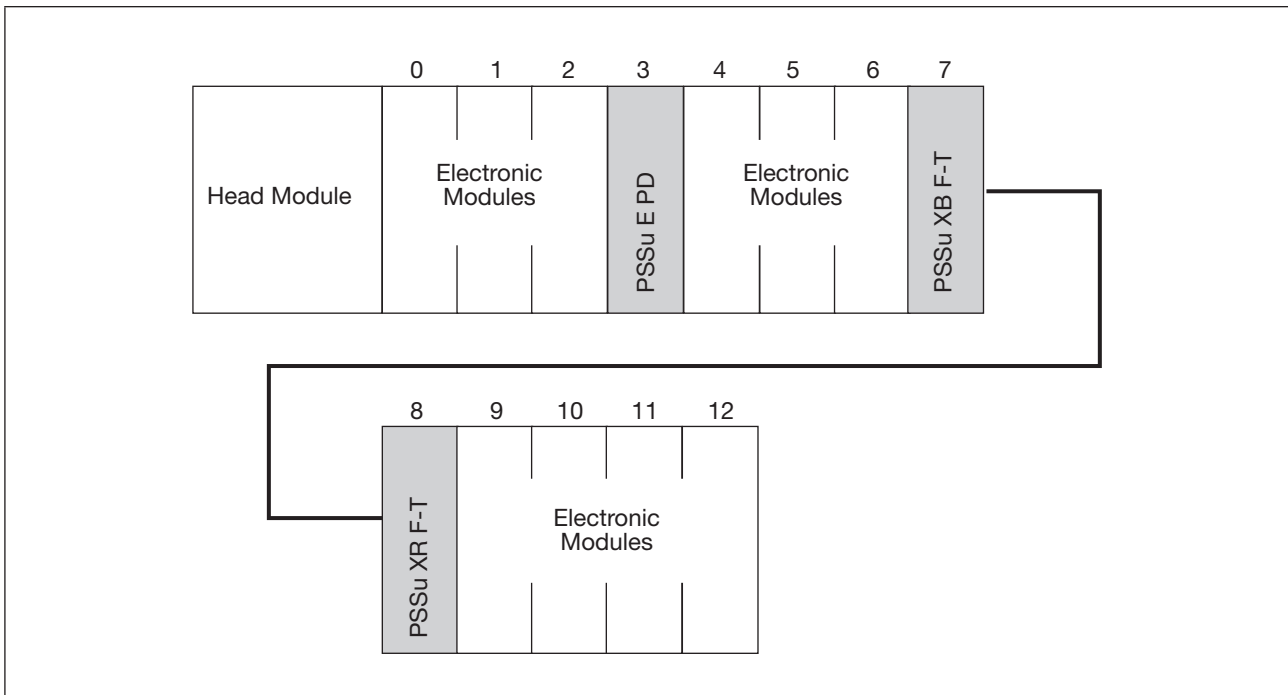 0 1 2 3 4 5 6 7
Head Module
Electronic
Modules
PSSu E PD
Electronic
Modules
PSSu XB F-T
8 9 10 11 12
PSSu XR F-T
Electronic
Modules